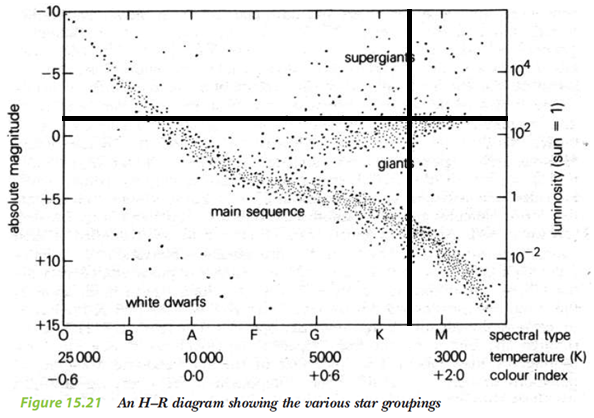 −10
−5
0
+5
+10
+15
absolute magnitude
supergiants
giants
main sequence
white dwarfs
10⁴
10²
1
10⁻²
luminosity (sun = 1)
O B A F G K M spectral type
25 000 10 000 5000 3000 temperature (K)
−0·6 0·0 +0·6 +2·0 colour index
Figure 15.21 An H–R diagram showing the various star groupings